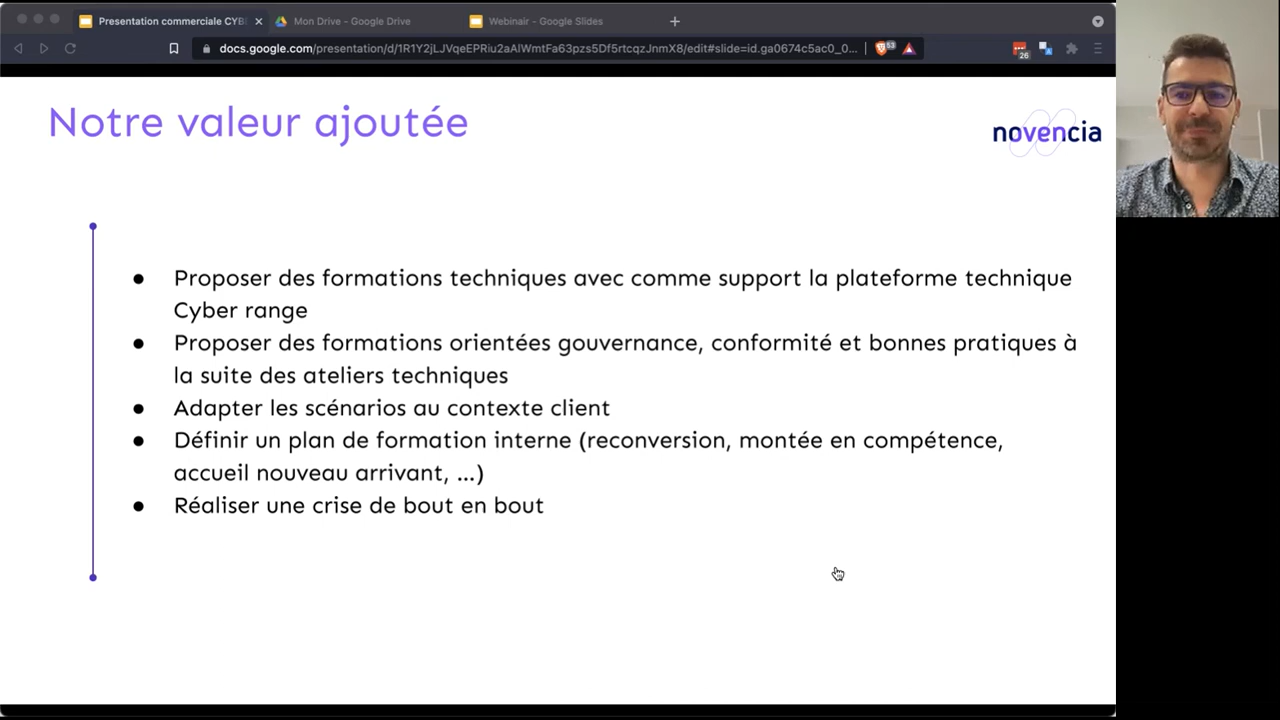 Presentation commerciale CYB
Mon Drive - Google Drive
Webinair - Google Slides
docs.google.com/presentation/d/1R1Y2jLJVqeEPRiu2aAIWmtFa63pzs5Df5rtcqzJnmX8/edit#slide=id.ga0674c5ac0_0...
53
26
Notre valeur ajoutée
novencia
● Proposer des formations techniques avec comme support la plateforme technique
Cyber range
● Proposer des formations orientées gouvernance, conformité et bonnes pratiques à
la suite des ateliers techniques
● Adapter les scénarios au contexte client
● Définir un plan de formation interne (reconversion, montée en compétence,
accueil nouveau arrivant, ...)
● Réaliser une crise de bout en bout